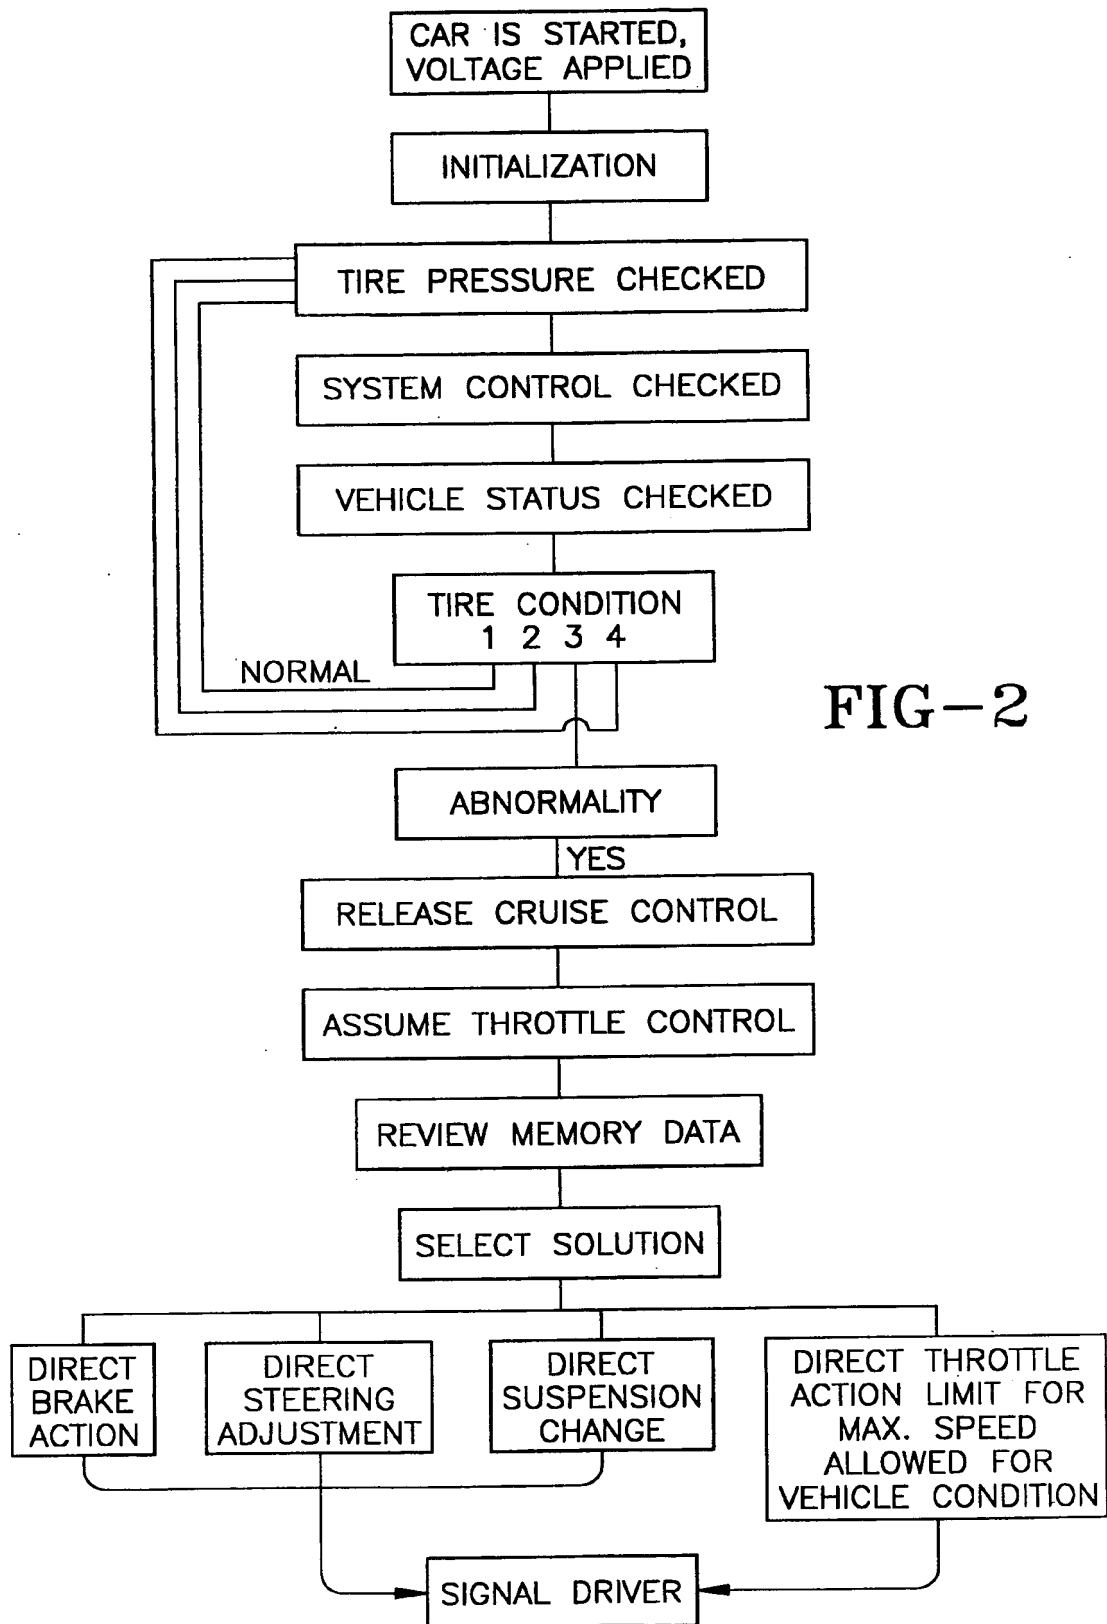 CAR IS STARTED,
VOLTAGE APPLIED
INITIALIZATION
TIRE PRESSURE CHECKED
SYSTEM CONTROL CHECKED
VEHICLE STATUS CHECKED
TIRE CONDITION
1 2 3 4
NORMAL
FIG-2
ABNORMALITY
YES
RELEASE CRUISE CONTROL
ASSUME THROTTLE CONTROL
REVIEW MEMORY DATA
SELECT SOLUTION
DIRECT
BRAKE
ACTION
DIRECT
STEERING
ADJUSTMENT
DIRECT
SUSPENSION
CHANGE
DIRECT THROTTLE
ACTION LIMIT FOR
MAX. SPEED
ALLOWED FOR
VEHICLE CONDITION
SIGNAL DRIVER